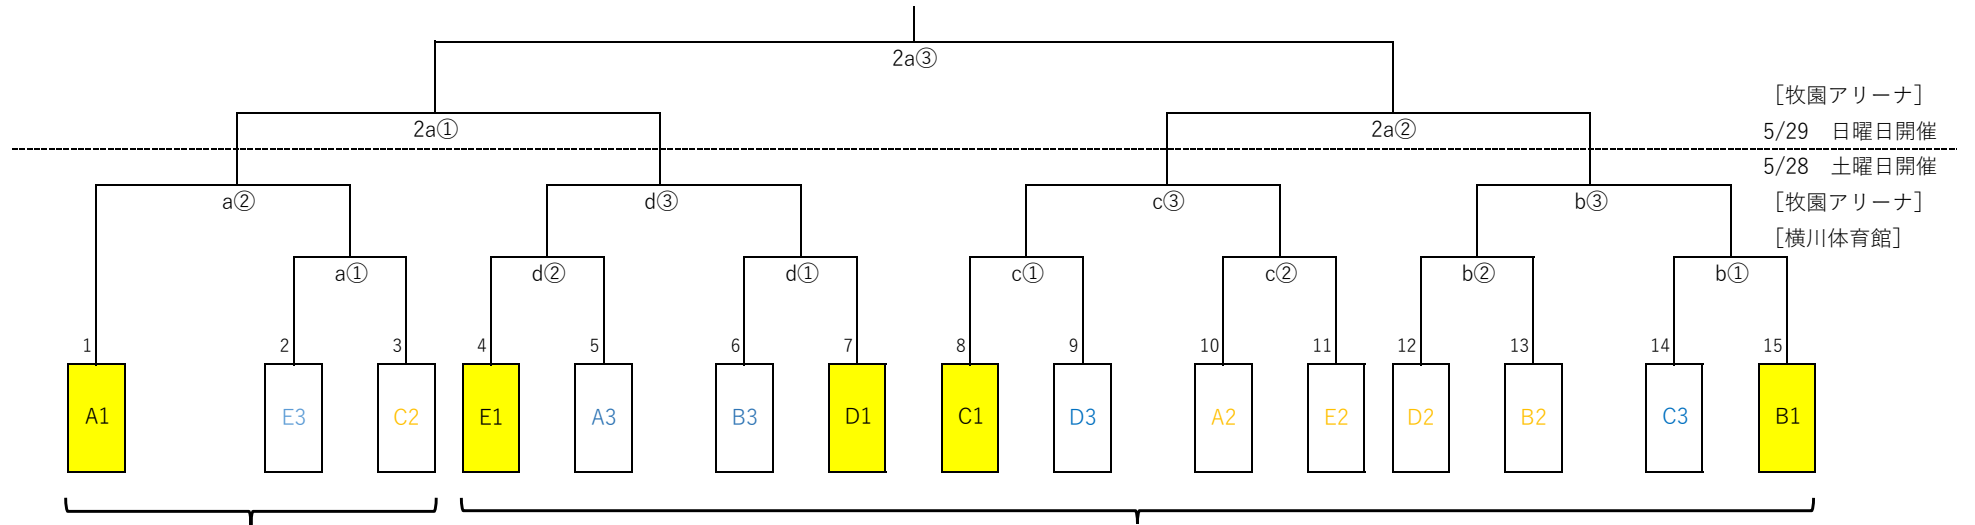 2a③
[牧園アリーナ]
2a① 2a② 5/29 日曜日開催
5/28 土曜日開催
a② d③ c③ b③ [牧園アリーナ]
[横川体育館]
a① d② d① c① c② b② b①
1 2 3 4 5 6 7 8 9 10 11 12 13 14 15
A1 E3 C2 E1 A3 B3 D1 C1 D3 A2 E2 D2 B2 C3 B1